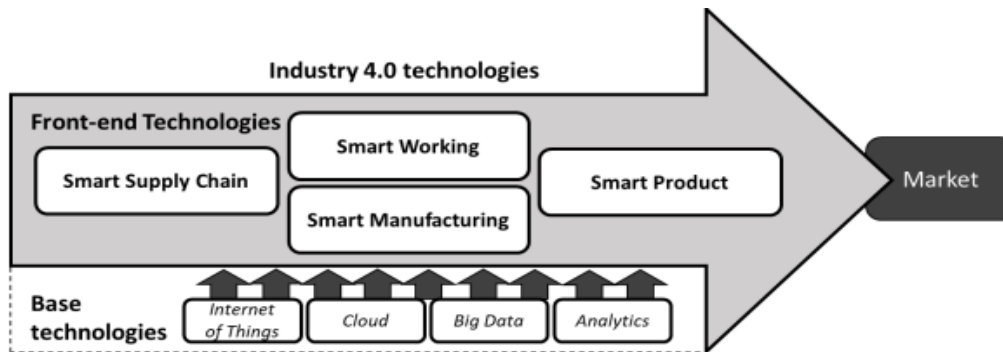 Industry 4.0 technologies
Front-end Technologies
Smart Supply Chain
Smart Working
Smart Manufacturing
Smart Product
Market
Base
technologies
Internet
of Things
Cloud
Big Data
Analytics